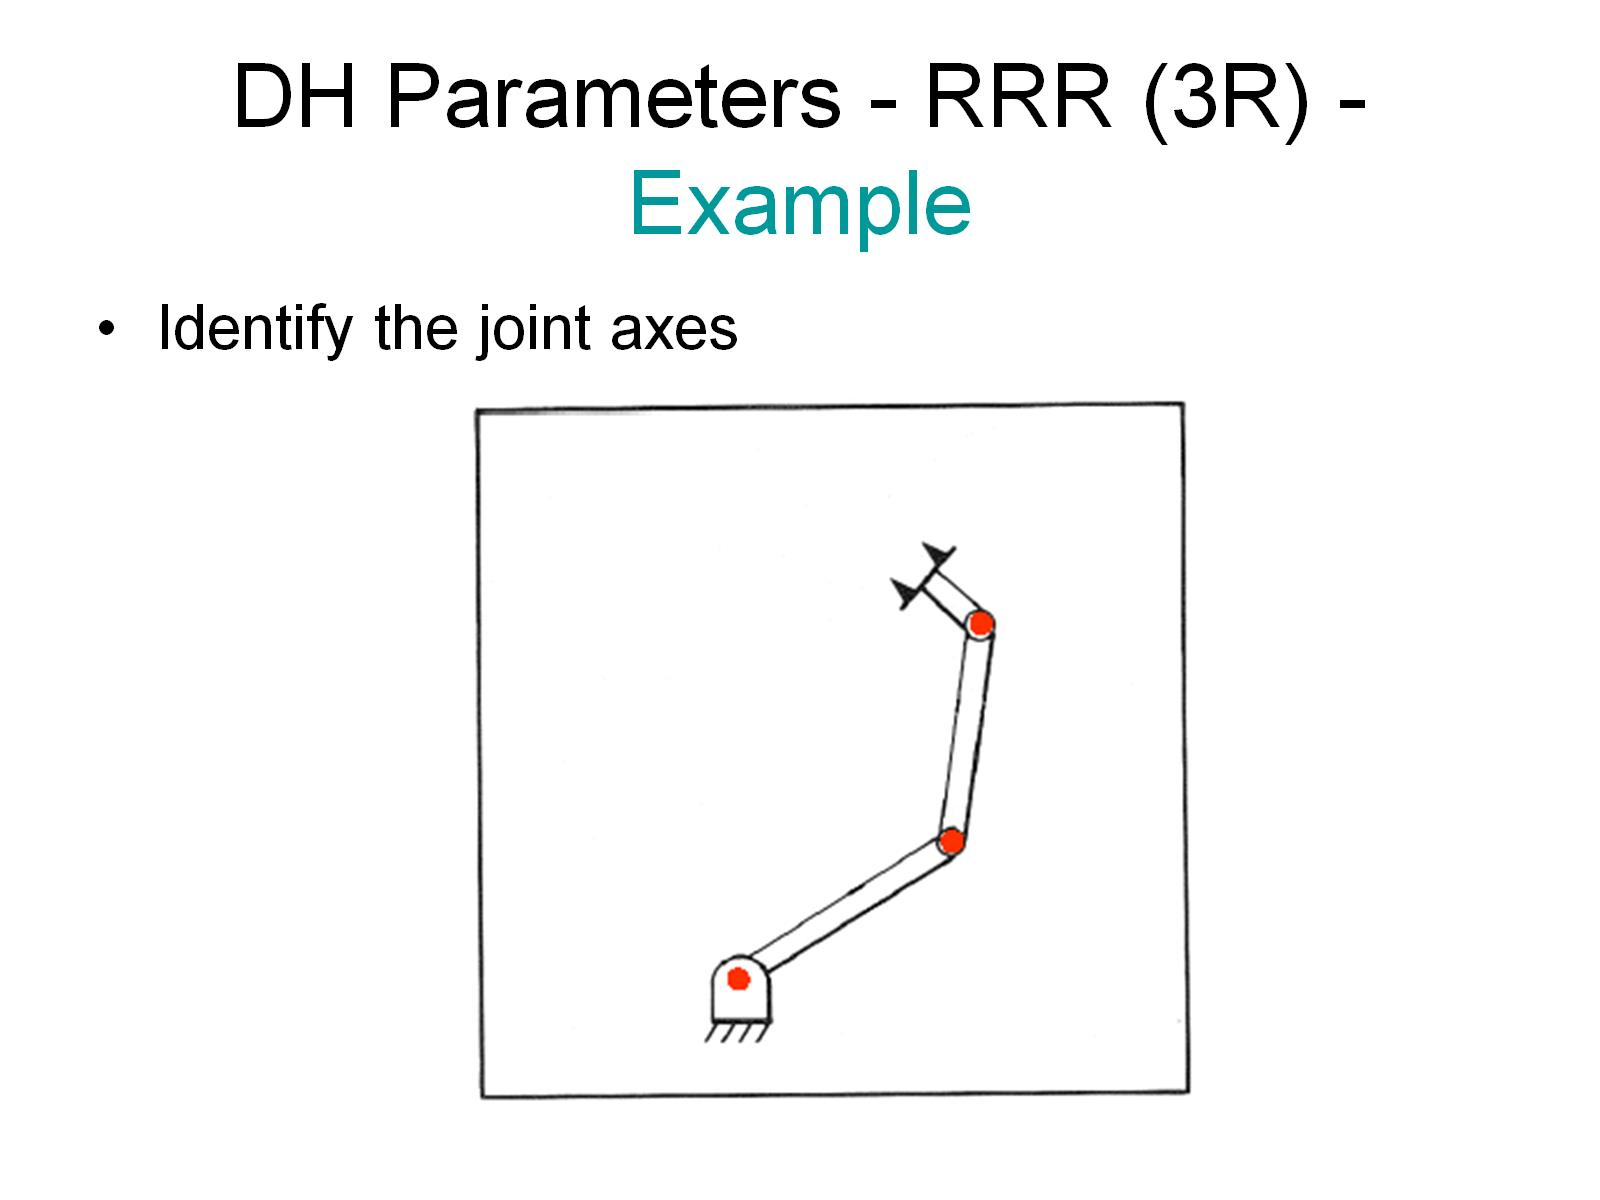 DH Parameters - RRR (3R) -
Example
• Identify the joint axes